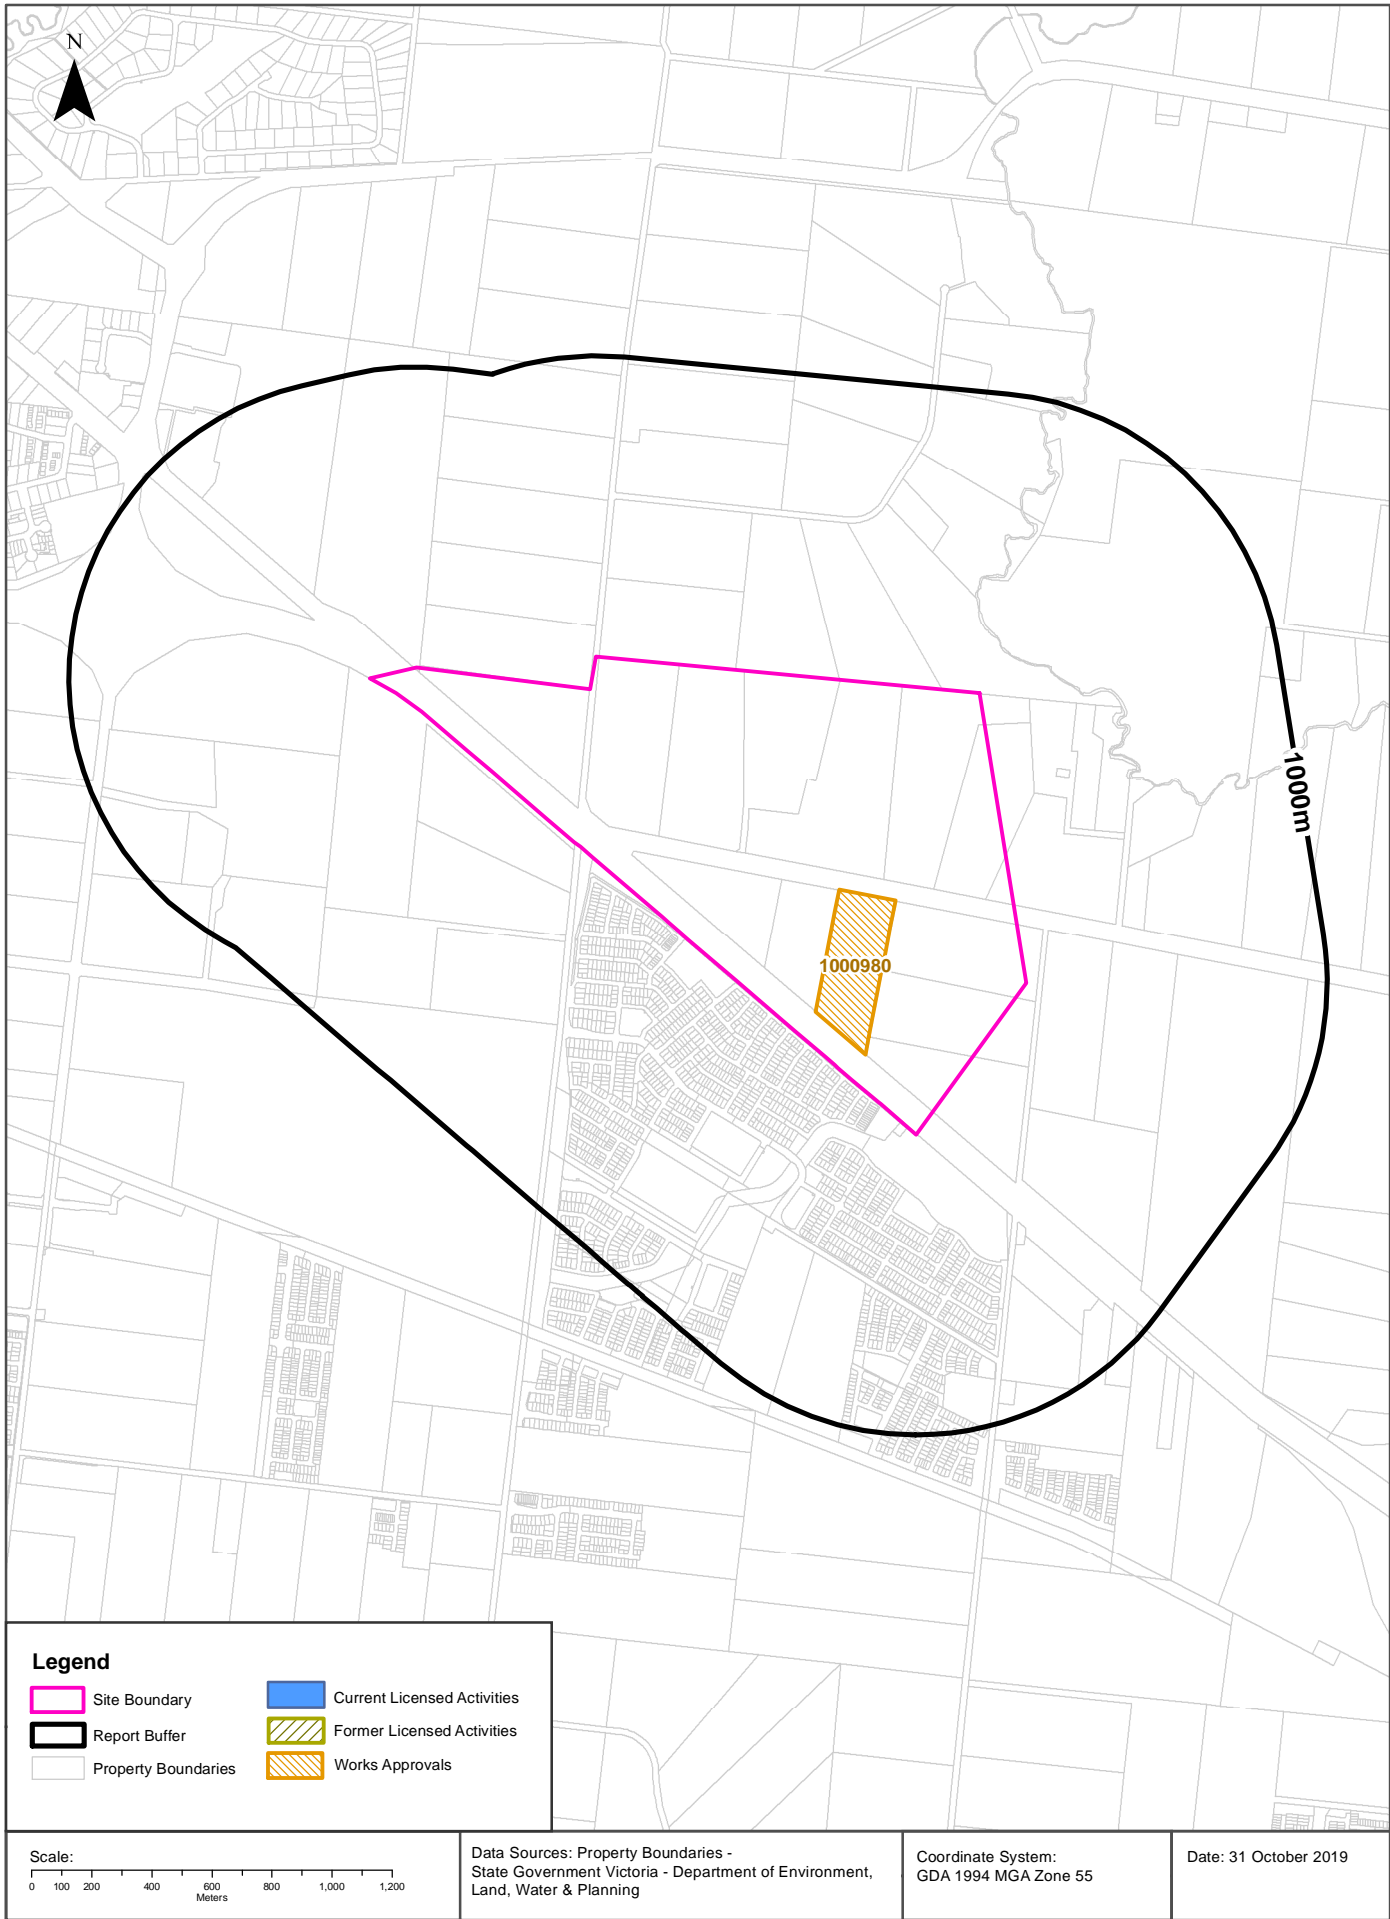 N
1000m
1000980
Legend
Site Boundary
Report Buffer
Property Boundaries
Current Licensed Activities
Former Licensed Activities
Works Approvals
Scale:
0 100 200 400 600 800 1,000 1,200
Meters
Data Sources: Property Boundaries -
State Government Victoria - Department of Environment,
Land, Water & Planning
Coordinate System:
GDA 1994 MGA Zone 55
Date: 31 October 2019